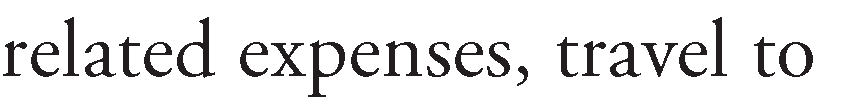 related expenses, travel to